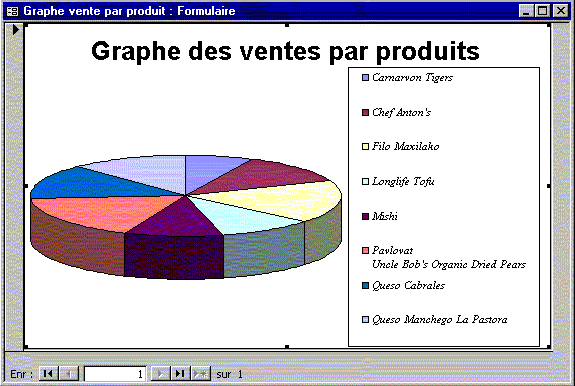 Graphe vente par produit : Formulaire
Graphe des ventes par produits
Carnarvon Tigers
Chef Anton's
Filo Maxilako
Longlife Tofu
Mishi
Pavlovat
Uncle Bob's Organic Dried Pears
Queso Cabrales
Queso Manchego La Pastora
Enr : 1 sur 1